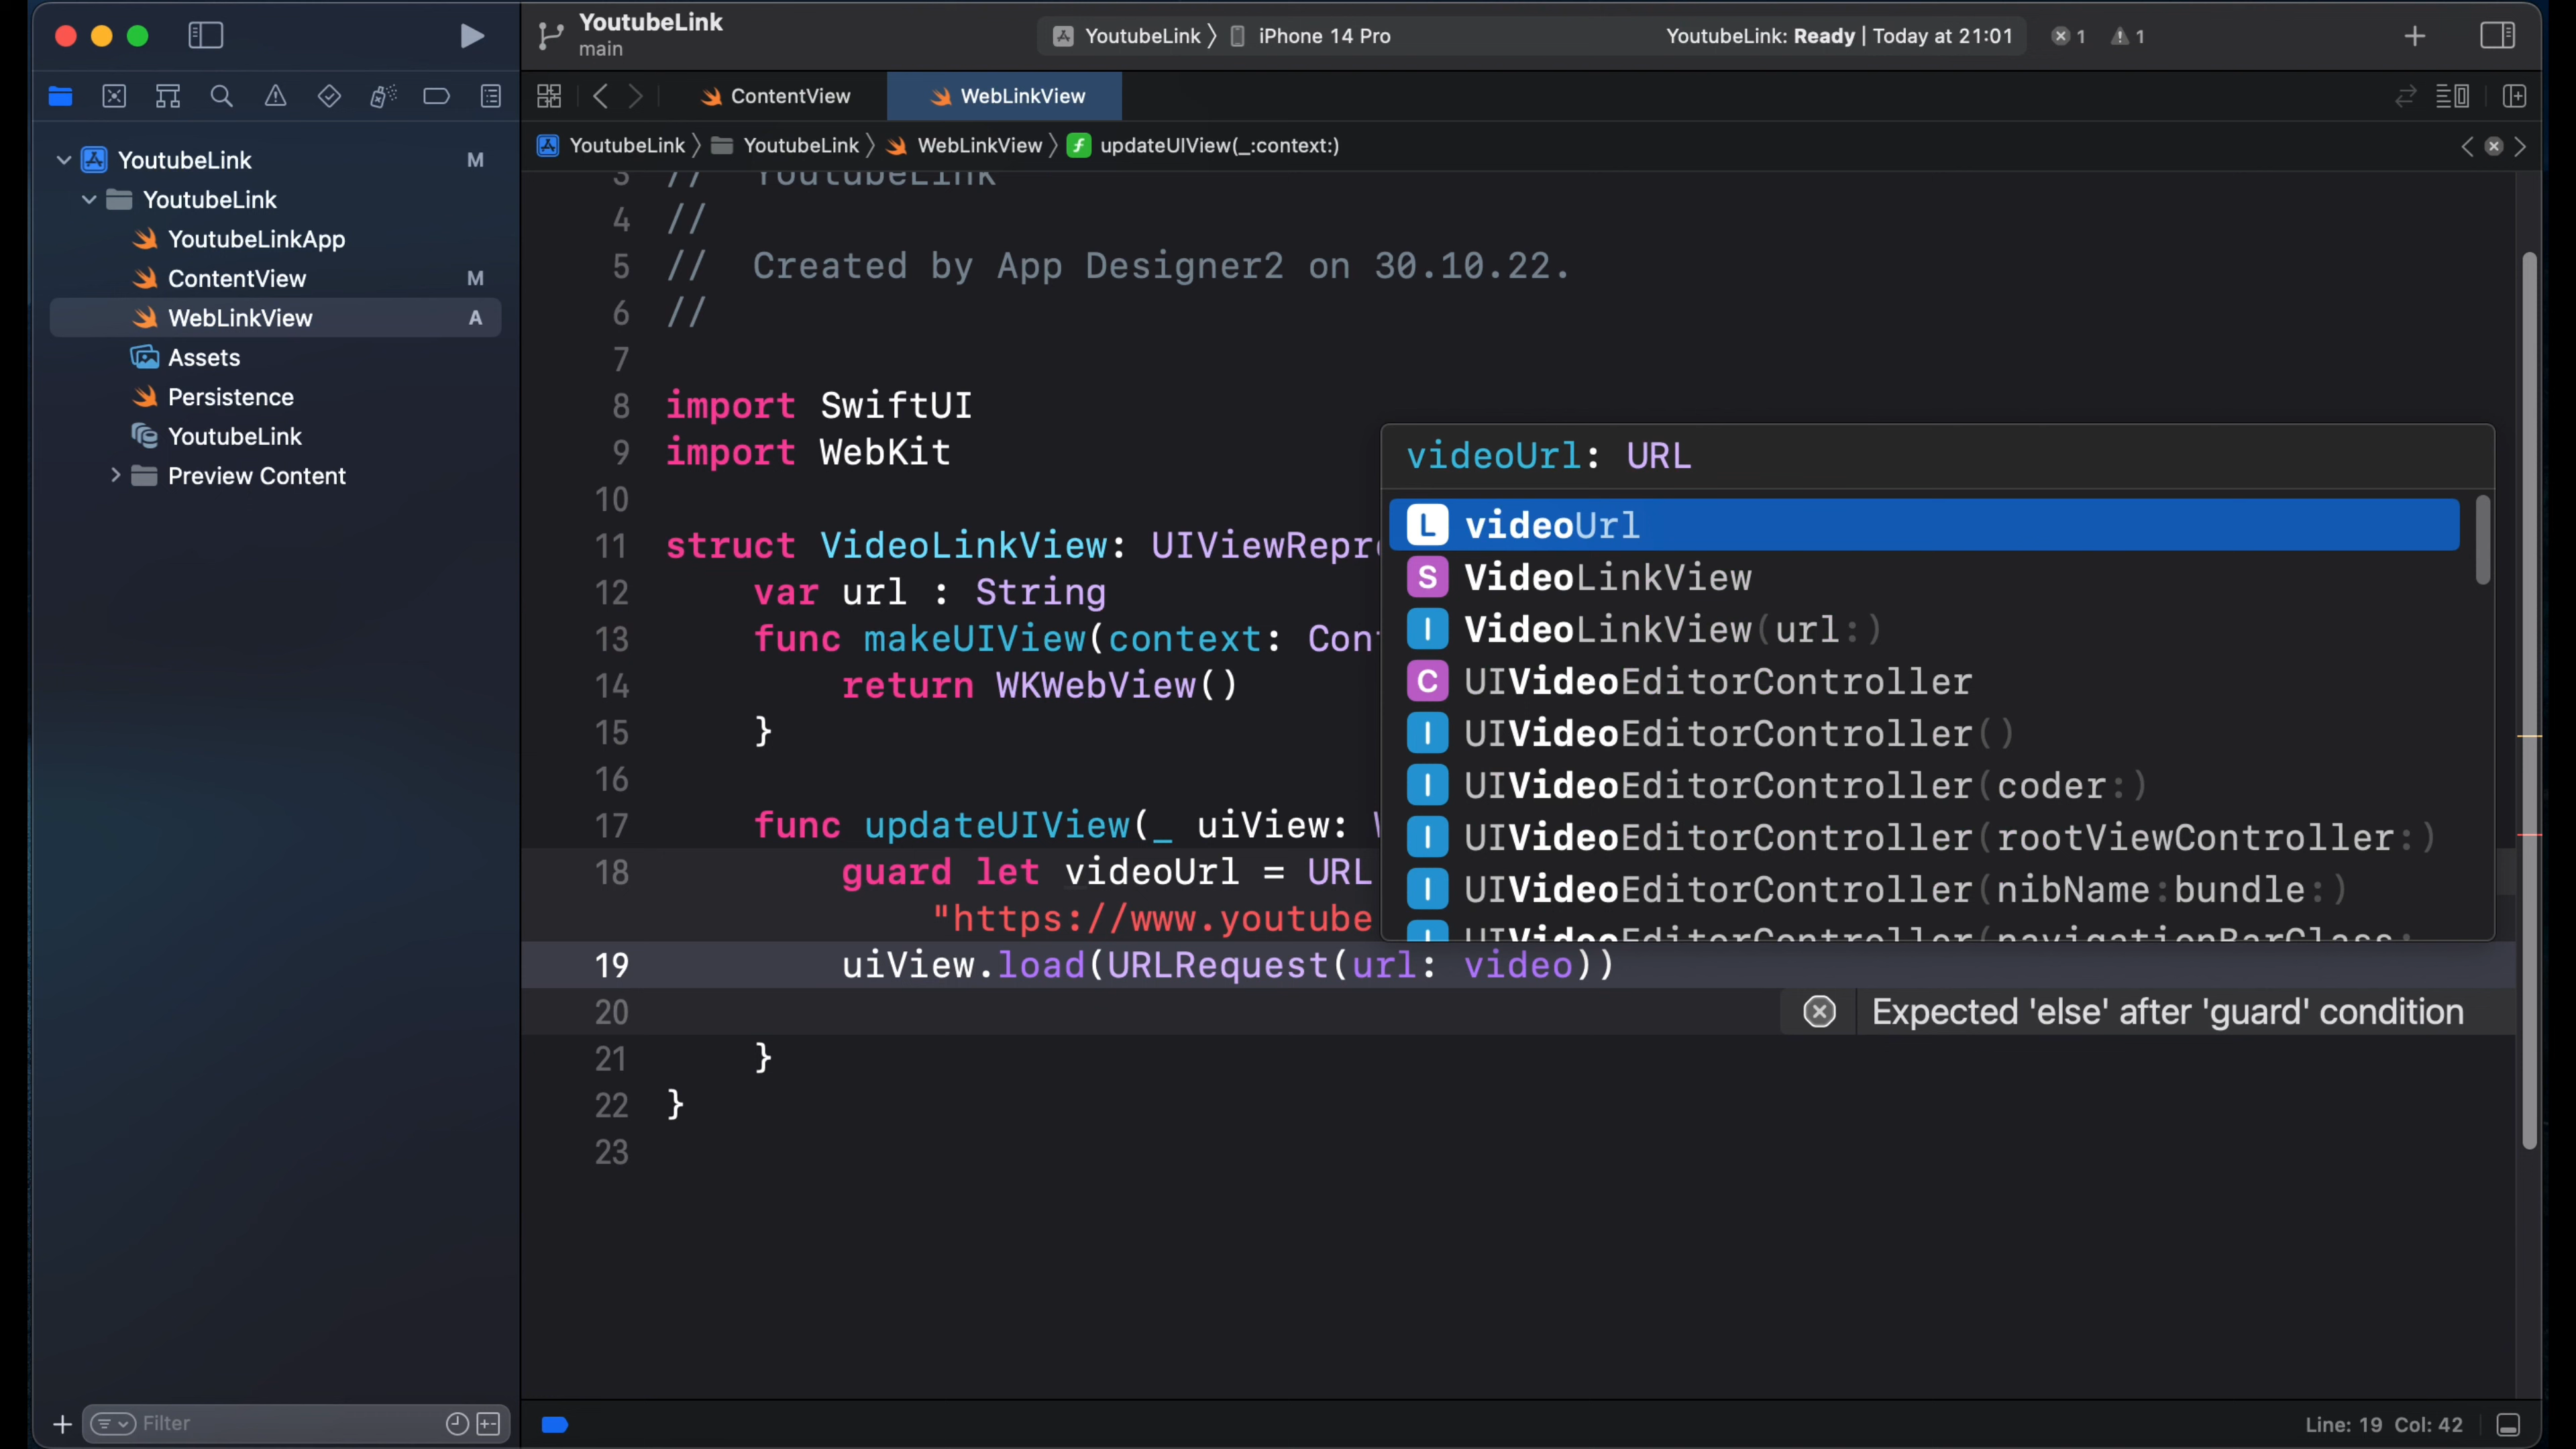 YoutubeLink
main
YoutubeLink
iPhone 14 Pro
YoutubeLink: Ready | Today at 21:01
1
1
ContentView
WebLinkView
YoutubeLink
YoutubeLink
WebLinkView
updateUIView(_:context:)
YoutubeLink M
YoutubeLink
YoutubeLinkApp
ContentView M
WebLinkView A
Assets
Persistence
YoutubeLink
Preview Content
Filter
3 // YoutubeLink
4 //
5 // Created by App Designer2 on 30.10.22.
6 //
7
8 import SwiftUI
9 import WebKit
10
11 struct VideoLinkView: UIViewRepr
12 var url : String
13 func makeUIView(context: Con
14 return WKWebView()
15 }
16
17 func updateUIView(_ uiView:
18 guard let videoUrl = URL
"https://www.youtube
19 uiView.load(URLRequest(url: video))
20
Expected 'else' after 'guard' condition
21 }
22 }
23
videoUrl: URL
L videoUrl
S VideoLinkView
I VideoLinkView(url:)
C UIVideoEditorController
I UIVideoEditorController()
I UIVideoEditorController(coder:)
I UIVideoEditorController(rootViewController:)
I UIVideoEditorController(nibName:bundle:)
I UIVideoEditorController(navigationBarClass:
Line: 19 Col: 42